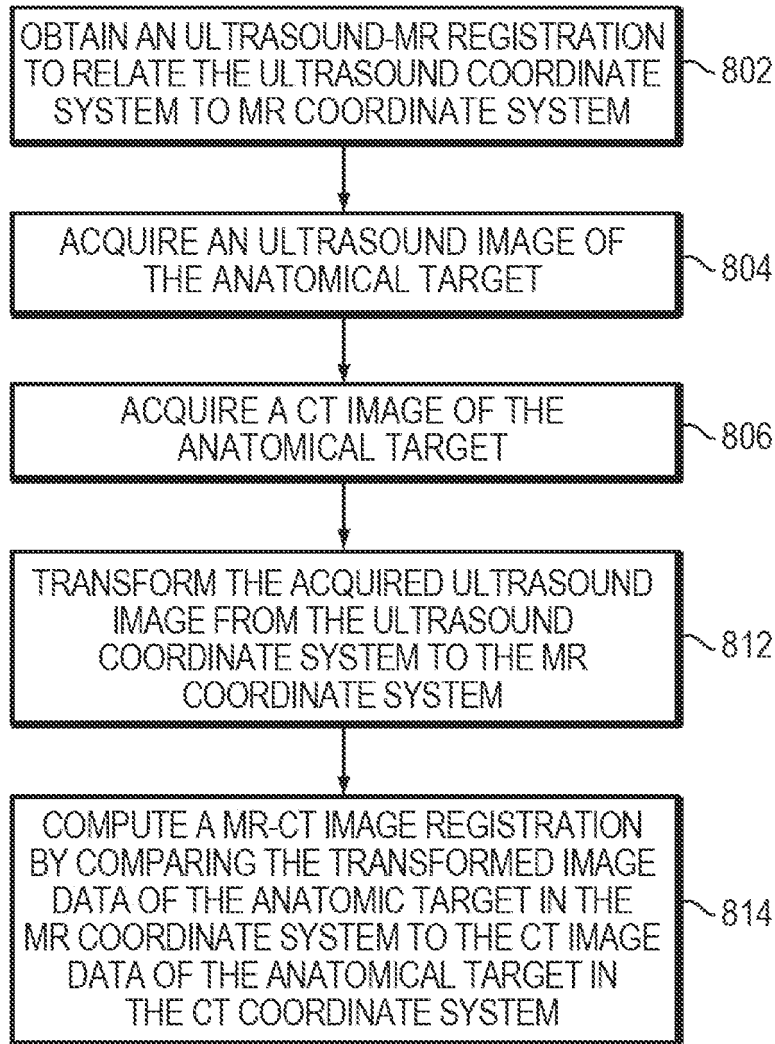 OBTAIN AN ULTRASOUND-MR REGISTRATION
TO RELATE THE ULTRASOUND COORDINATE
SYSTEM TO MR COORDINATE SYSTEM
802
ACQUIRE AN ULTRASOUND IMAGE OF
THE ANATOMICAL TARGET
804
ACQUIRE A CT IMAGE OF THE
ANATOMICAL TARGET
806
TRANSFORM THE ACQUIRED ULTRASOUND
IMAGE FROM THE ULTRASOUND
COORDINATE SYSTEM TO THE MR
COORDINATE SYSTEM
812
COMPUTE A MR-CT IMAGE REGISTRATION
BY COMPARING THE TRANSFORMED IMAGE
DATA OF THE ANATOMIC TARGET IN THE
MR COORDINATE SYSTEM TO THE CT IMAGE
DATA OF THE ANATOMICAL TARGET IN
THE CT COORDINATE SYSTEM
814